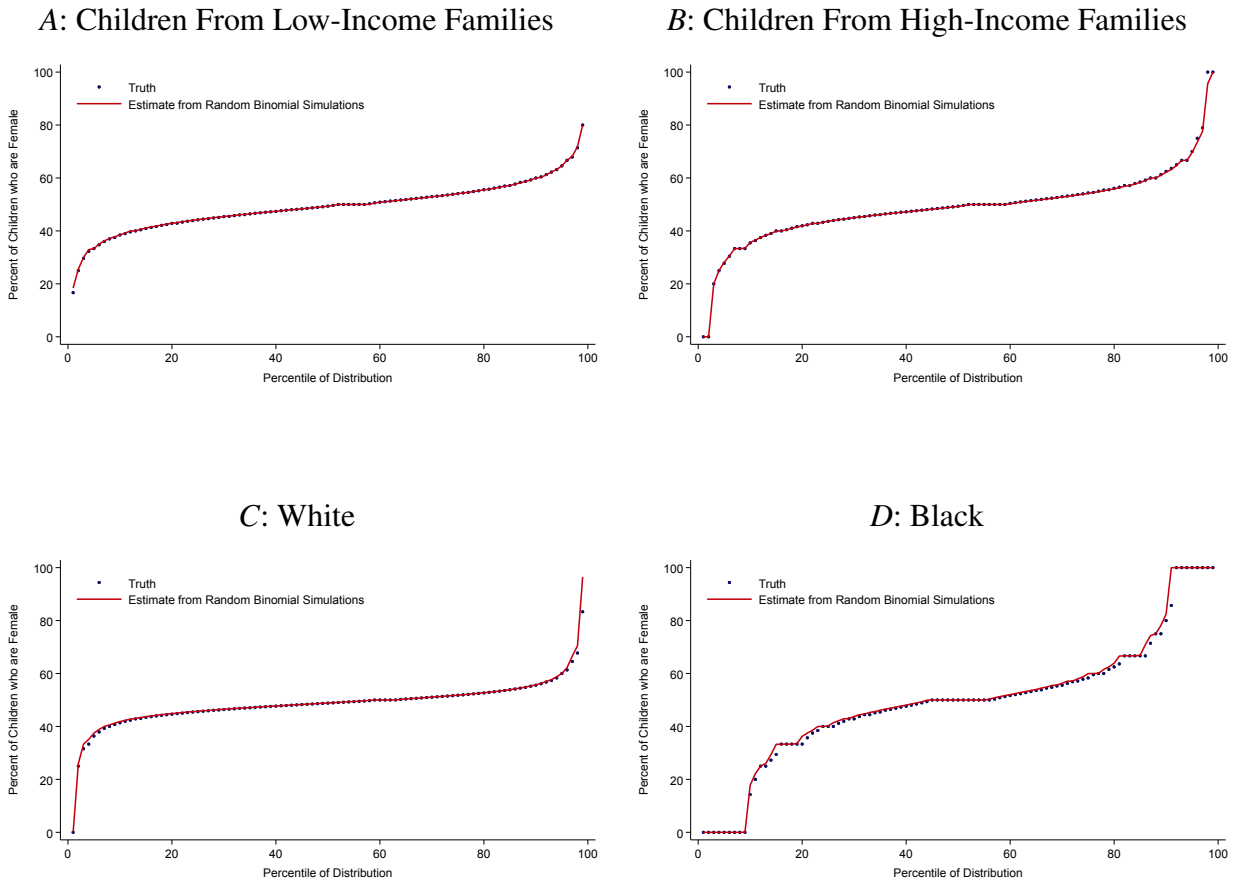 A: Children From Low-Income Families
Percent of Children who are Female
100
80
60
40
20
0
Truth
Estimate from Random Binomial Simulations
0 20 40 60 80 100
Percentile of Distribution
B: Children From High-Income Families
Percent of Children who are Female
100
80
60
40
20
0
Truth
Estimate from Random Binomial Simulations
0 20 40 60 80 100
Percentile of Distribution
C: White
Percent of Children who are Female
100
80
60
40
20
0
Truth
Estimate from Random Binomial Simulations
0 20 40 60 80 100
Percentile of Distribution
D: Black
Percent of Children who are Female
100
80
60
40
20
0
Truth
Estimate from Random Binomial Simulations
0 20 40 60 80 100
Percentile of Distribution